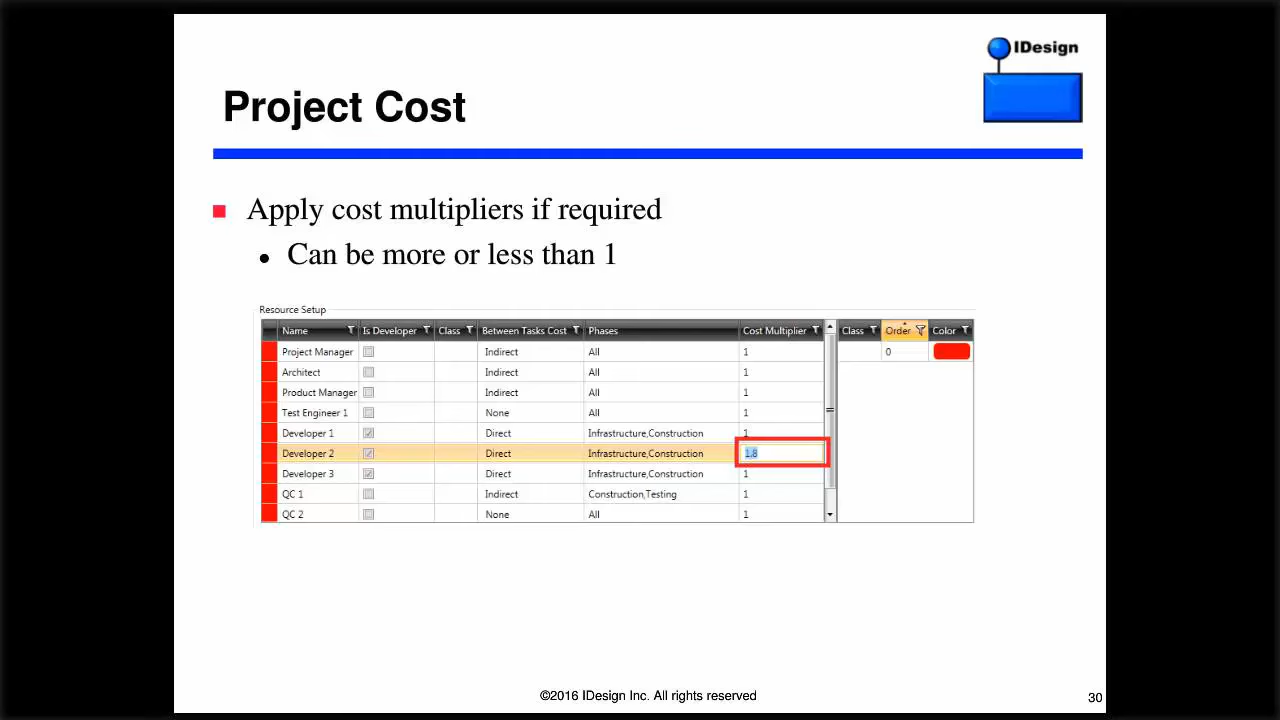 IDesign
Project Cost
Apply cost multipliers if required
Can be more or less than 1
Resource Setup
Name Is Developer Class Between Tasks Cost Phases Cost Multiplier Class Order Color
Project Manager Indirect All 1 0
Architect Indirect All 1
Product Manager Indirect All 1
Test Engineer 1 None All 1
Developer 1 Direct Infrastructure,Construction 1
Developer 2 Direct Infrastructure,Construction 1.8
Developer 3 Direct Infrastructure,Construction 1
QC 1 Indirect Construction,Testing 1
QC 2 None All 1
©2016 IDesign Inc. All rights reserved
30